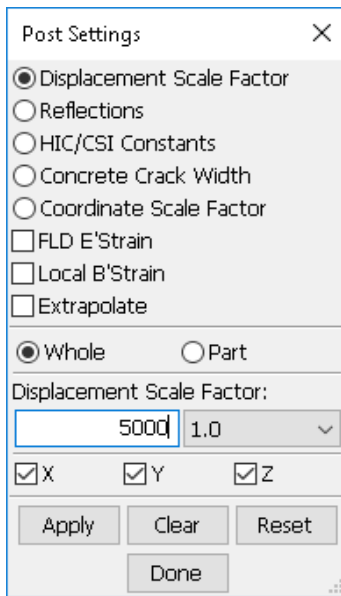 Post Settings
Displacement Scale Factor
Reflections
HIC/CSI Constants
Concrete Crack Width
Coordinate Scale Factor
FLD E'Strain
Local B'Strain
Extrapolate
Whole Part
Displacement Scale Factor:
5000 1.0
X Y Z
Apply Clear Reset
Done